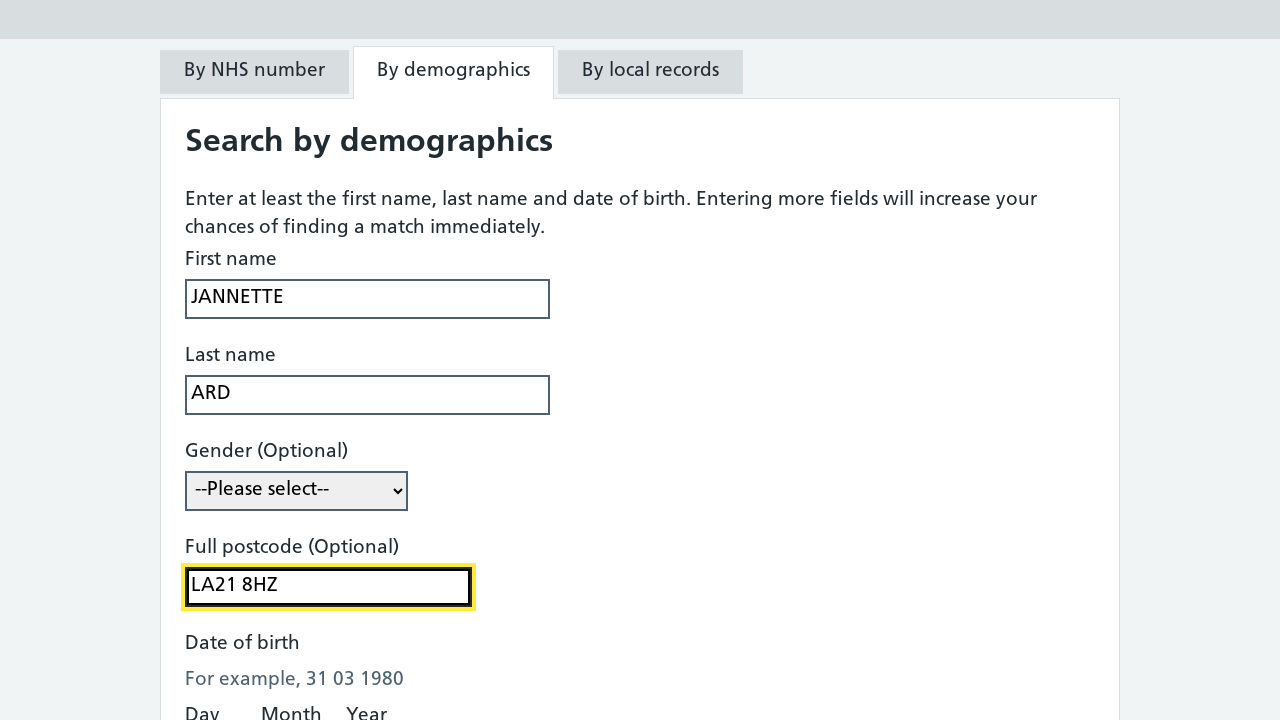 By NHS number
By demographics
By local records
Search by demographics
Enter at least the first name, last name and date of birth. Entering more fields will increase your
chances of finding a match immediately.
First name
JANNETTE
Last name
ARD
Gender (Optional)
--Please select--
Full postcode (Optional)
LA21 8HZ
Date of birth
For example, 31 03 1980
Day Month Year